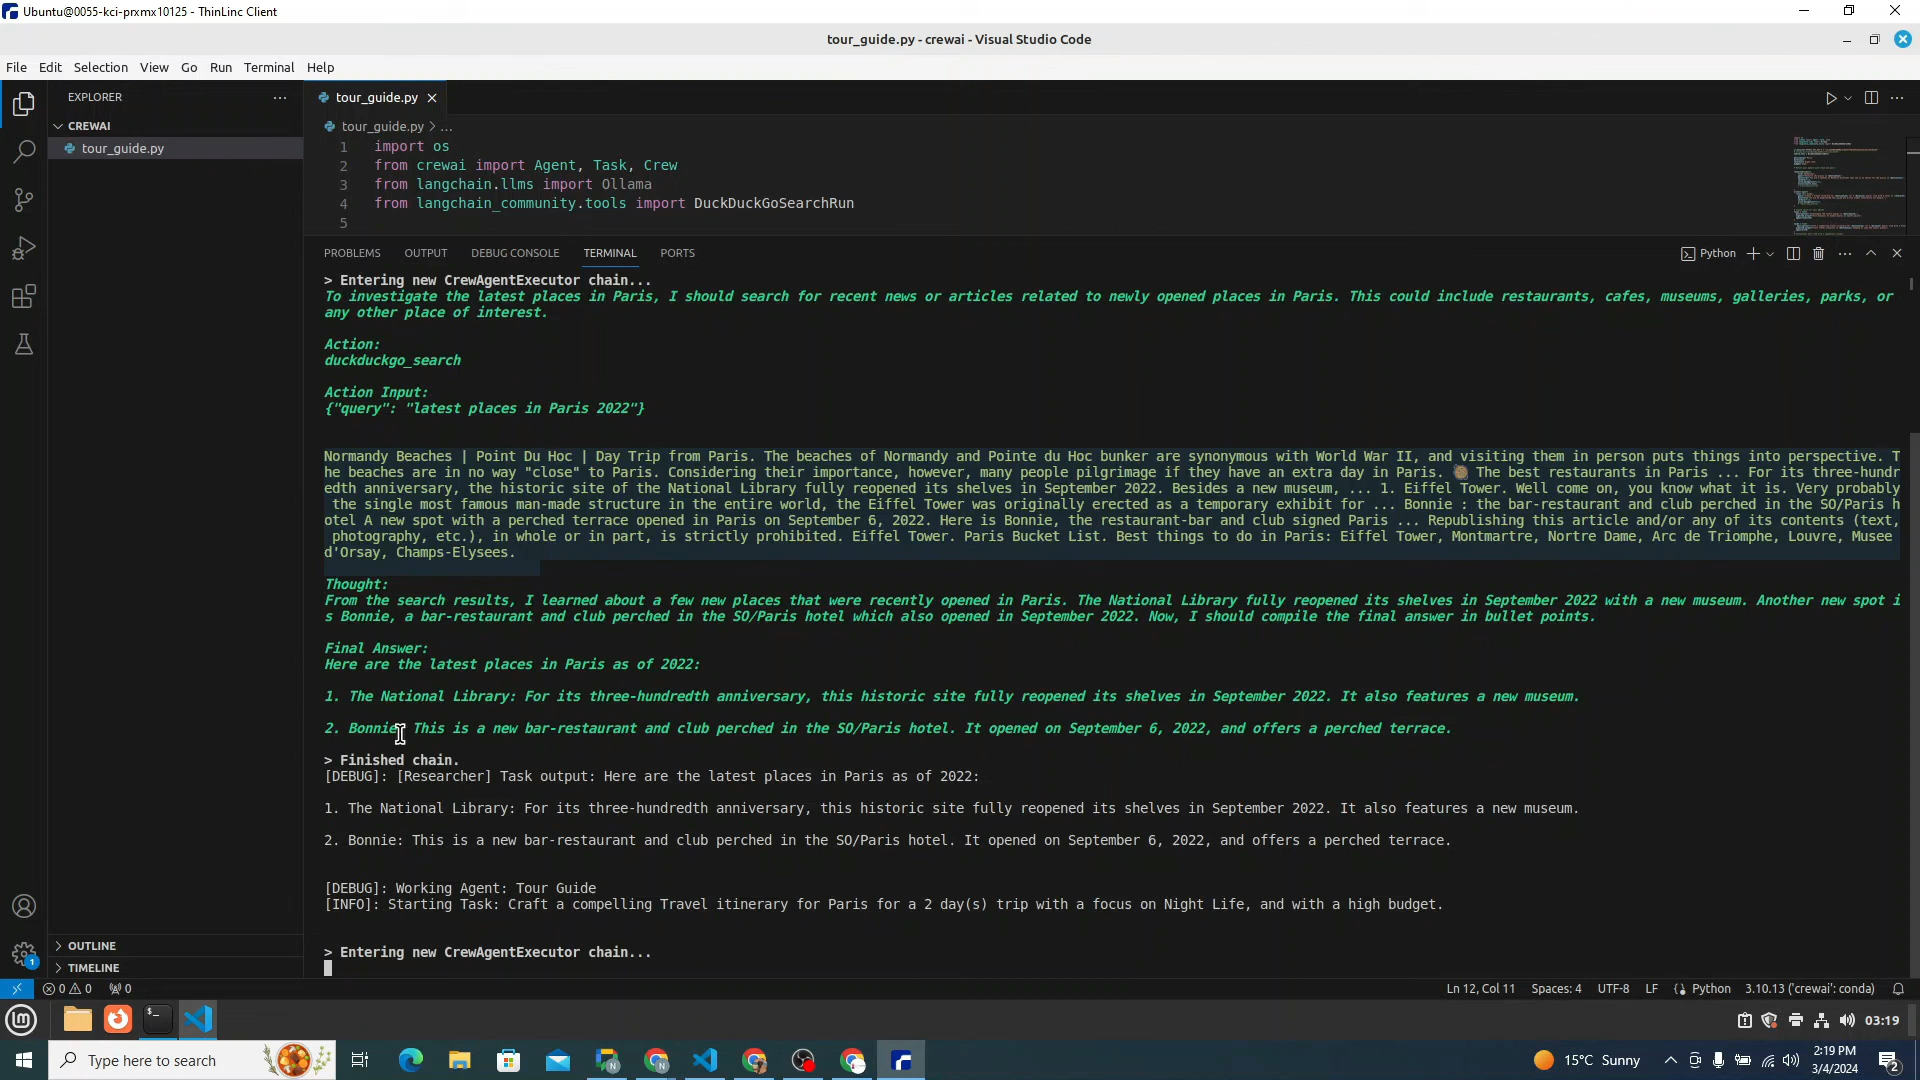 Ubuntu@0055-kci-prxmx10125 - ThinLinc Client
tour_guide.py - crewai - Visual Studio Code
File Edit Selection View Go Run Terminal Help
EXPLORER
CREWAI
tour_guide.py
OUTLINE
TIMELINE
tour_guide.py
tour_guide.py > ...
1 import os
2 from crewai import Agent, Task, Crew
3 from langchain.llms import Ollama
4 from langchain_community.tools import DuckDuckGoSearchRun
5
PROBLEMS OUTPUT DEBUG CONSOLE TERMINAL PORTS
Python
> Entering new CrewAgentExecutor chain...
To investigate the latest places in Paris, I should search for recent news or articles related to newly opened places in Paris. This could include restaurants, cafes, museums, galleries, parks, or
any other place of interest.
Action:
duckduckgo_search
Action Input:
{"query": "latest places in Paris 2022"}
Normandy Beaches | Point Du Hoc | Day Trip from Paris. The beaches of Normandy and Pointe du Hoc bunker are synonymous with World War II, and visiting them in person puts things into perspective. T
he beaches are in no way "close" to Paris. Considering their importance, however, many people pilgrimage if they have an extra day in Paris. 🥘 The best restaurants in Paris ... For its three-hundr
edth anniversary, the historic site of the National Library fully reopened its shelves in September 2022. Besides a new museum, ... 1. Eiffel Tower. Well come on, you know what it is. Very probably
the single most famous man-made structure in the entire world, the Eiffel Tower was originally erected as a temporary exhibit for ... Bonnie : the bar-restaurant and club perched in the SO/Paris h
otel A new spot with a perched terrace opened in Paris on September 6, 2022. Here is Bonnie, the restaurant-bar and club signed Paris ... Republishing this article and/or any of its contents (text,
photography, etc.), in whole or in part, is strictly prohibited. Eiffel Tower. Paris Bucket List. Best things to do in Paris: Eiffel Tower, Montmartre, Nortre Dame, Arc de Triomphe, Louvre, Musee
d'Orsay, Champs-Elysees.
Thought:
From the search results, I learned about a few new places that were recently opened in Paris. The National Library fully reopened its shelves in September 2022 with a new museum. Another new spot i
s Bonnie, a bar-restaurant and club perched in the SO/Paris hotel which also opened in September 2022. Now, I should compile the final answer in bullet points.
Final Answer:
Here are the latest places in Paris as of 2022:
1. The National Library: For its three-hundredth anniversary, this historic site fully reopened its shelves in September 2022. It also features a new museum.
2. Bonnie: This is a new bar-restaurant and club perched in the SO/Paris hotel. It opened on September 6, 2022, and offers a perched terrace.
> Finished chain.
[DEBUG]: [Researcher] Task output: Here are the latest places in Paris as of 2022:
1. The National Library: For its three-hundredth anniversary, this historic site fully reopened its shelves in September 2022. It also features a new museum.
2. Bonnie: This is a new bar-restaurant and club perched in the SO/Paris hotel. It opened on September 6, 2022, and offers a perched terrace.
[DEBUG]: Working Agent: Tour Guide
[INFO]: Starting Task: Craft a compelling Travel itinerary for Paris for a 2 day(s) trip with a focus on Night Life, and with a high budget.
> Entering new CrewAgentExecutor chain...
0 0 0 Ln 12, Col 11 Spaces: 4 UTF-8 LF Python 3.10.13 ('crewai': conda)
03:19
Type here to search
15°C Sunny
2:19 PM
3/4/2024
2